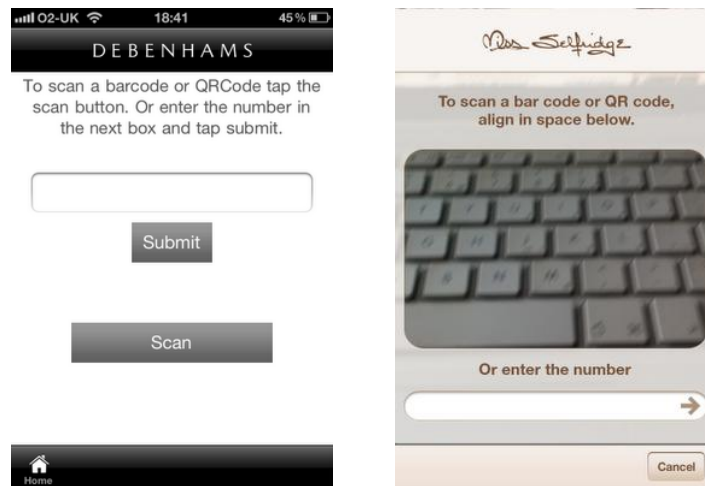 O2-UK 18:41 45%
DEBENHAMS
To scan a barcode or QRCode tap the
scan button. Or enter the number in
the next box and tap submit.
Submit
Scan
Home
Miss Selfridge
To scan a bar code or QR code,
align in space below.
Or enter the number
Cancel